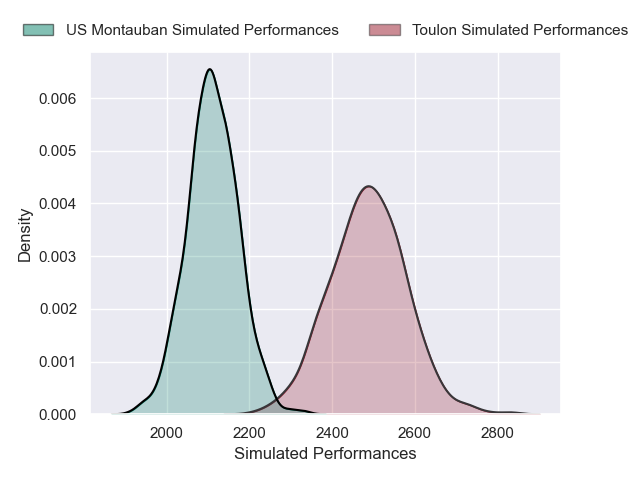 US Montauban Simulated Performances Toulon Simulated Performances
0.006
0.005
0.004
0.003
0.002
0.001
0.000
Density
2000 2200 2400 2600 2800
Simulated Performances